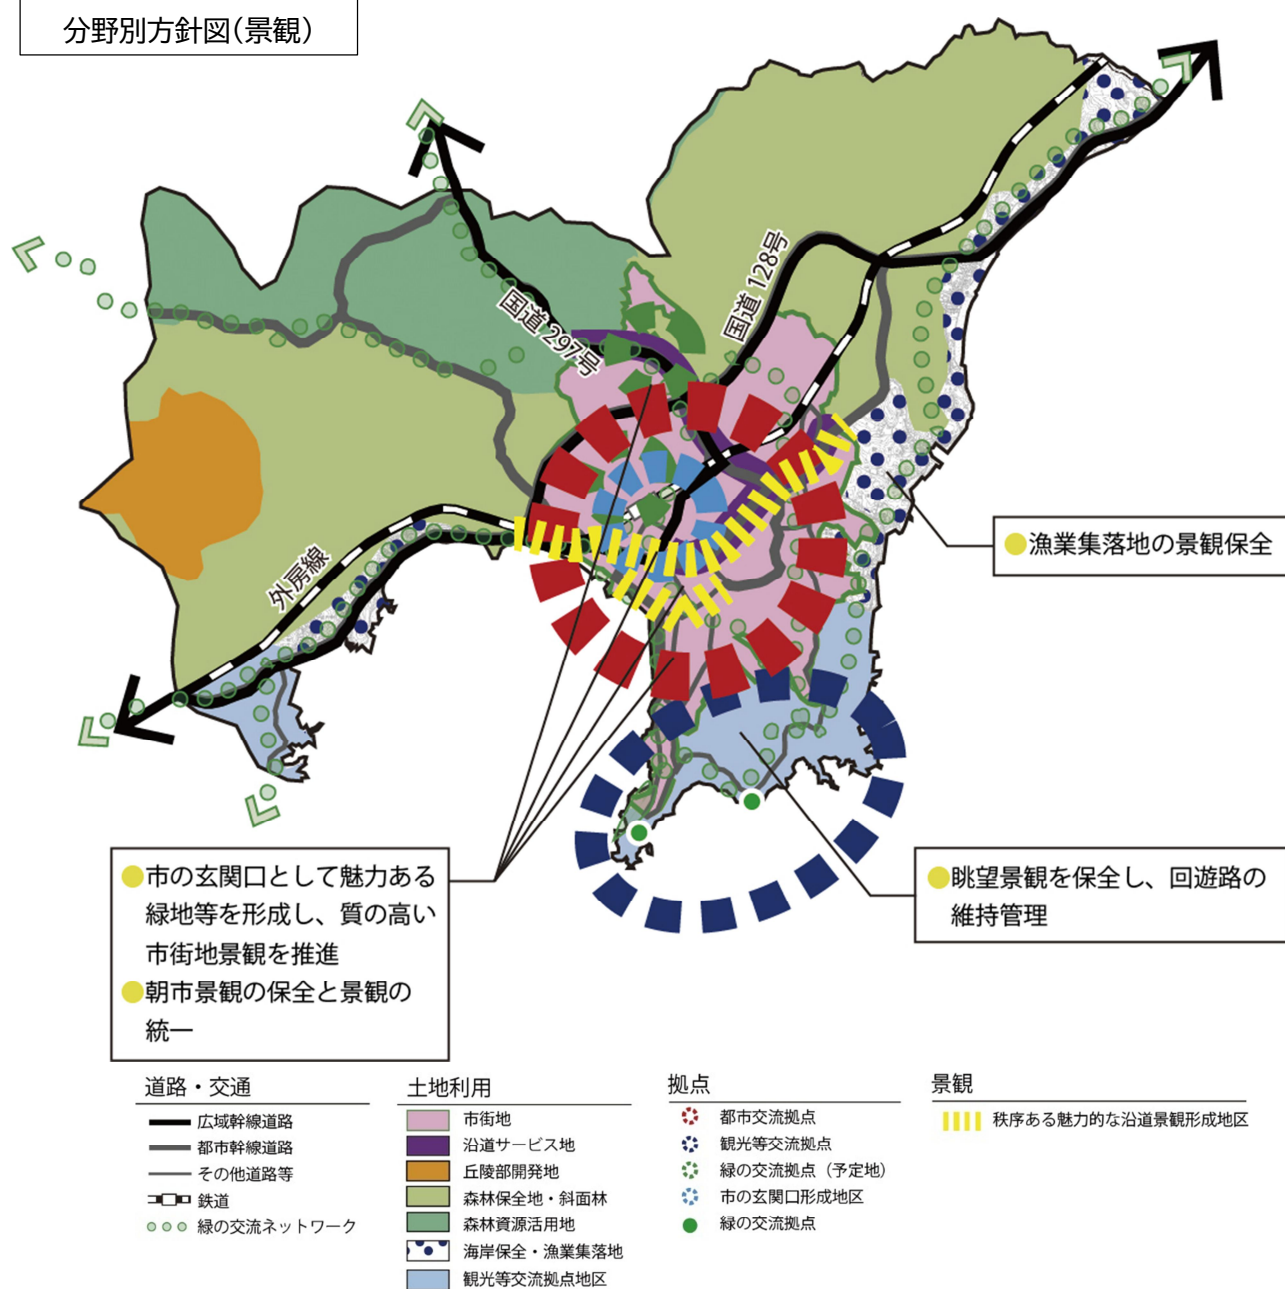 分野別方針図(景観)
国道 128号
国道 297号
外房線
●漁業集落地の景観保全
●市の玄関口として魅力ある
緑地等を形成し、質の高い
市街地景観を推進
●朝市景観の保全と景観の
統一
●眺望景観を保全し、回遊路の
維持管理
道路・交通
広域幹線道路
都市幹線道路
その他道路等
鉄道
緑の交流ネットワーク
土地利用
市街地
沿道サービス地
丘陵部開発地
森林保全地・斜面林
森林資源活用地
海岸保全・漁業集落地
観光等交流拠点地区
拠点
都市交流拠点
観光等交流拠点
緑の交流拠点（予定地）
市の玄関口形成地区
緑の交流拠点
景観
秩序ある魅力的な沿道景観形成地区